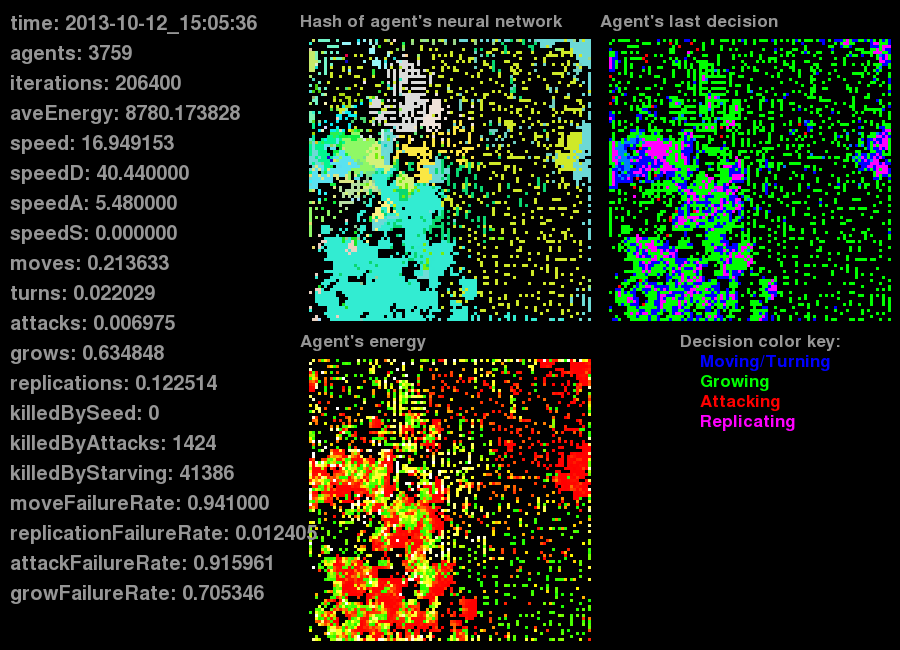 time: 2013-10-12_15:05:36
agents: 3759
iterations: 206400
aveEnergy: 8780.173828
speed: 16.949153
speedD: 40.440000
speedA: 5.480000
speedS: 0.000000
moves: 0.213633
turns: 0.022029
attacks: 0.006975
grows: 0.634848
replications: 0.122514
killedBySeed: 0
killedByAttacks: 1424
killedByStarving: 41386
moveFailureRate: 0.941000
replicationFailureRate: 0.012405
attackFailureRate: 0.915961
growFailureRate: 0.705346
Hash of agent's neural network
Agent's last decision
Agent's energy
Decision color key:
Moving/Turning
Growing
Attacking
Replicating